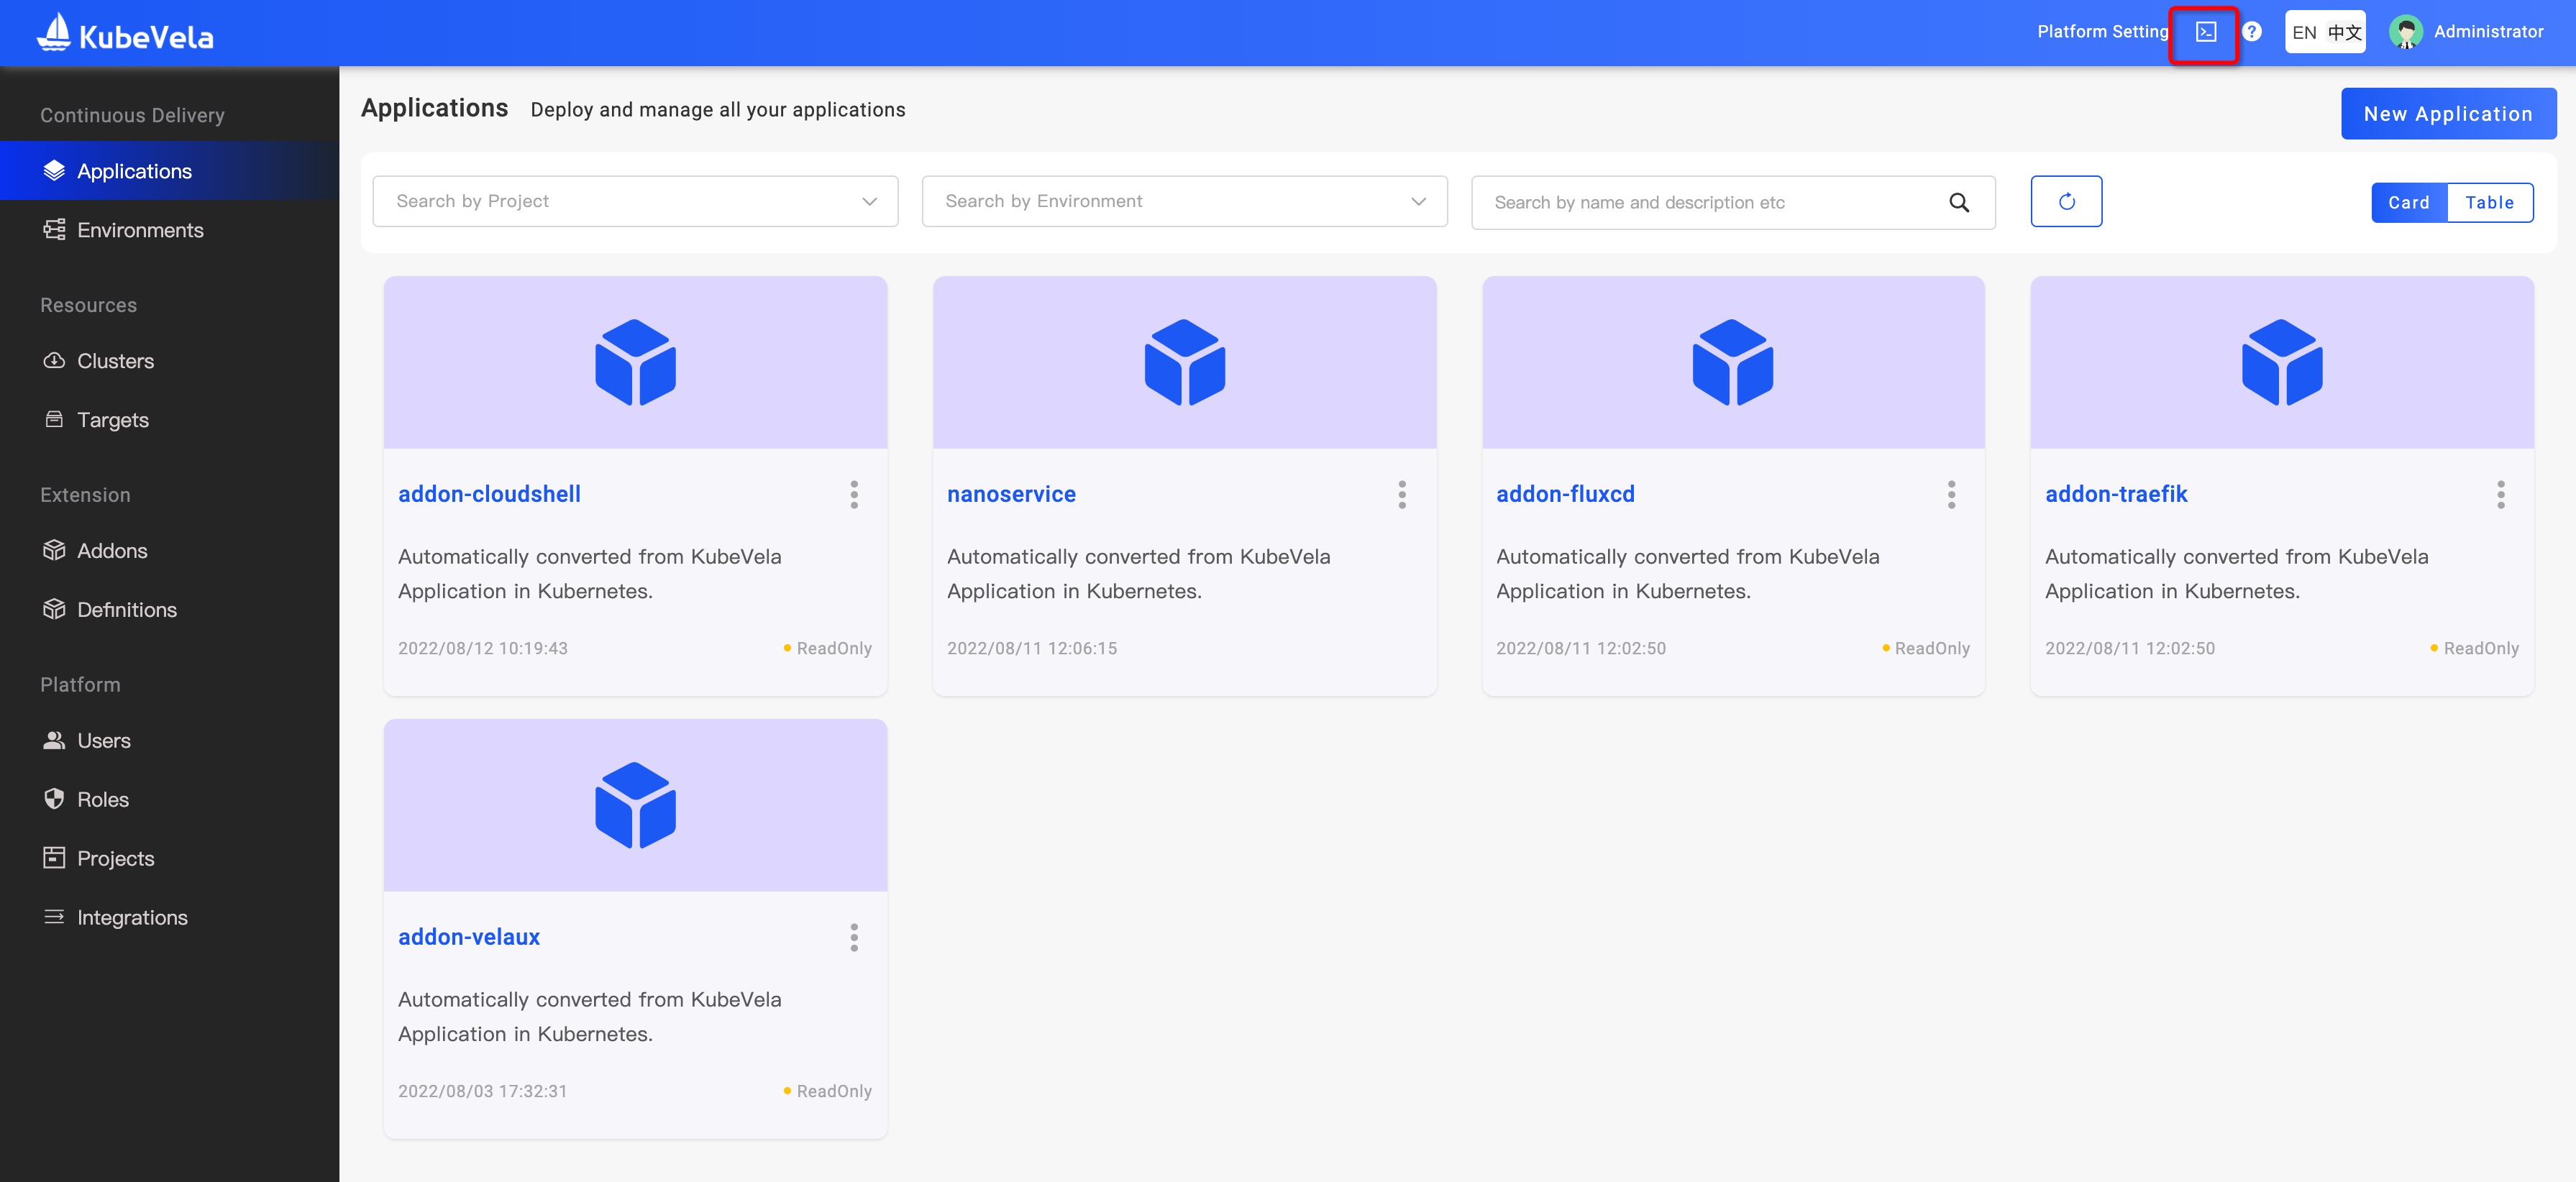 KubeVela
Platform Setting
EN 中文
Administrator
Continuous Delivery
Applications
Environments
Resources
Clusters
Targets
Extension
Addons
Definitions
Platform
Users
Roles
Projects
Integrations
Applications Deploy and manage all your applications
New Application
Search by Project
Search by Environment
Search by name and description etc
Card Table
addon-cloudshell
Automatically converted from KubeVela
Application in Kubernetes.
2022/08/12 10:19:43 ReadOnly
nanoservice
Automatically converted from KubeVela
Application in Kubernetes.
2022/08/11 12:06:15
addon-fluxcd
Automatically converted from KubeVela
Application in Kubernetes.
2022/08/11 12:02:50 ReadOnly
addon-traefik
Automatically converted from KubeVela
Application in Kubernetes.
2022/08/11 12:02:50 ReadOnly
addon-velaux
Automatically converted from KubeVela
Application in Kubernetes.
2022/08/03 17:32:31 ReadOnly